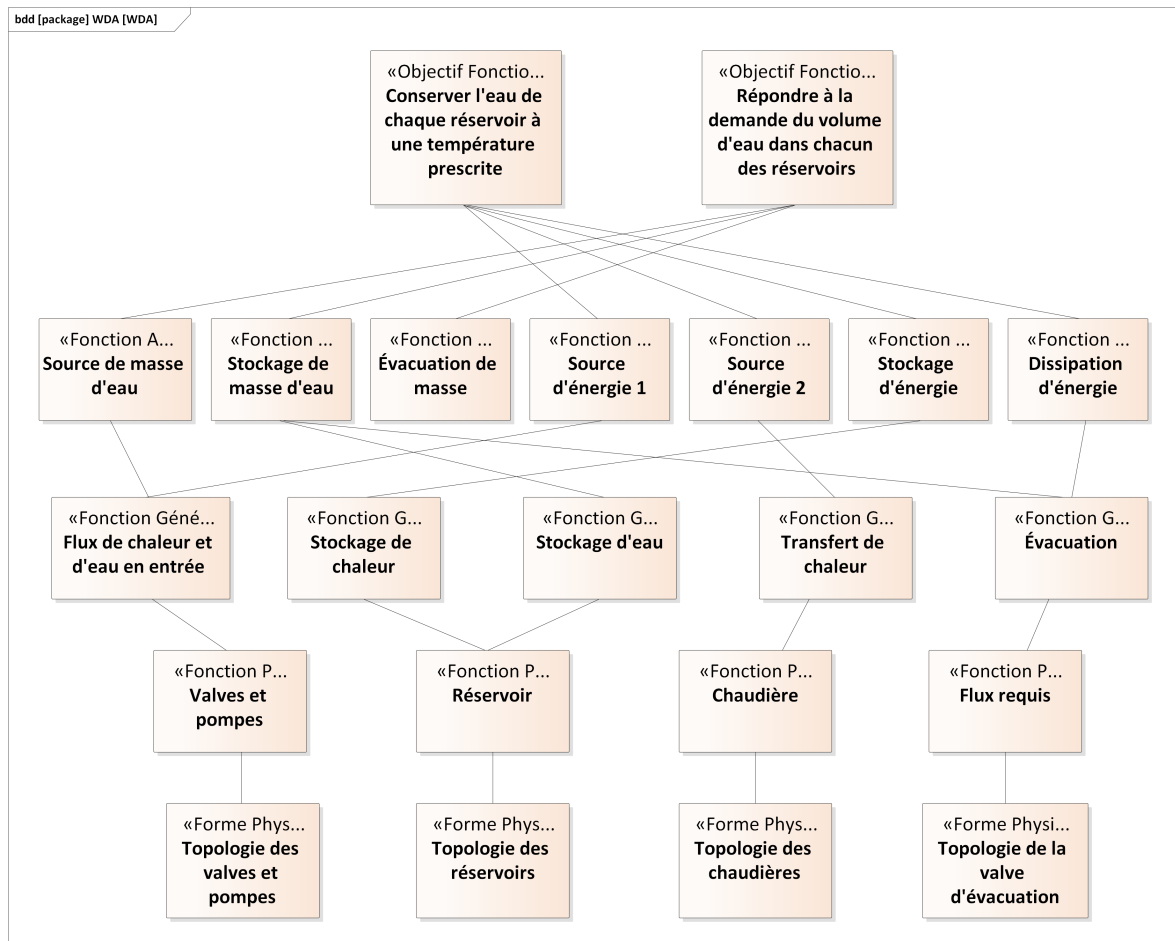 bdd [package] WDA [WDA]
«Objectif Fonctio...
Conserver l'eau de
chaque réservoir à
une température
prescrite
«Objectif Fonctio...
Répondre à la
demande du volume
d'eau dans chacun
des réservoirs
«Fonction A...
Source de masse
d'eau
«Fonction ...
Stockage de
masse d'eau
«Fonction ...
Évacuation de
masse
«Fonction ...
Source
d'énergie 1
«Fonction ...
Source
d'énergie 2
«Fonction ...
Stockage
d'énergie
«Fonction ...
Dissipation
d'énergie
«Fonction Géné...
Flux de chaleur et
d'eau en entrée
«Fonction G...
Stockage de
chaleur
«Fonction G...
Stockage d'eau
«Fonction G...
Transfert de
chaleur
«Fonction G...
Évacuation
«Fonction P...
Valves et
pompes
«Fonction P...
Réservoir
«Fonction P...
Chaudière
«Fonction P...
Flux requis
«Forme Phys...
Topologie des
valves et
pompes
«Forme Phys...
Topologie des
réservoirs
«Forme Phys...
Topologie des
chaudières
«Forme Physi...
Topologie de la
valve
d'évacuation